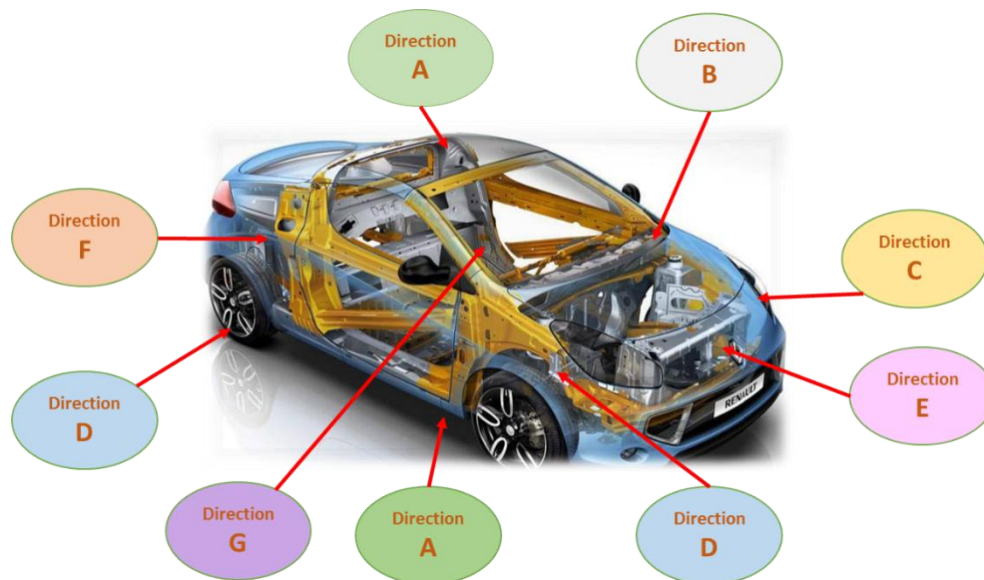 Direction
A
Direction
B
Direction
F
Direction
C
Direction
D
Direction
E
RENAULT
Direction
G
Direction
A
Direction
D